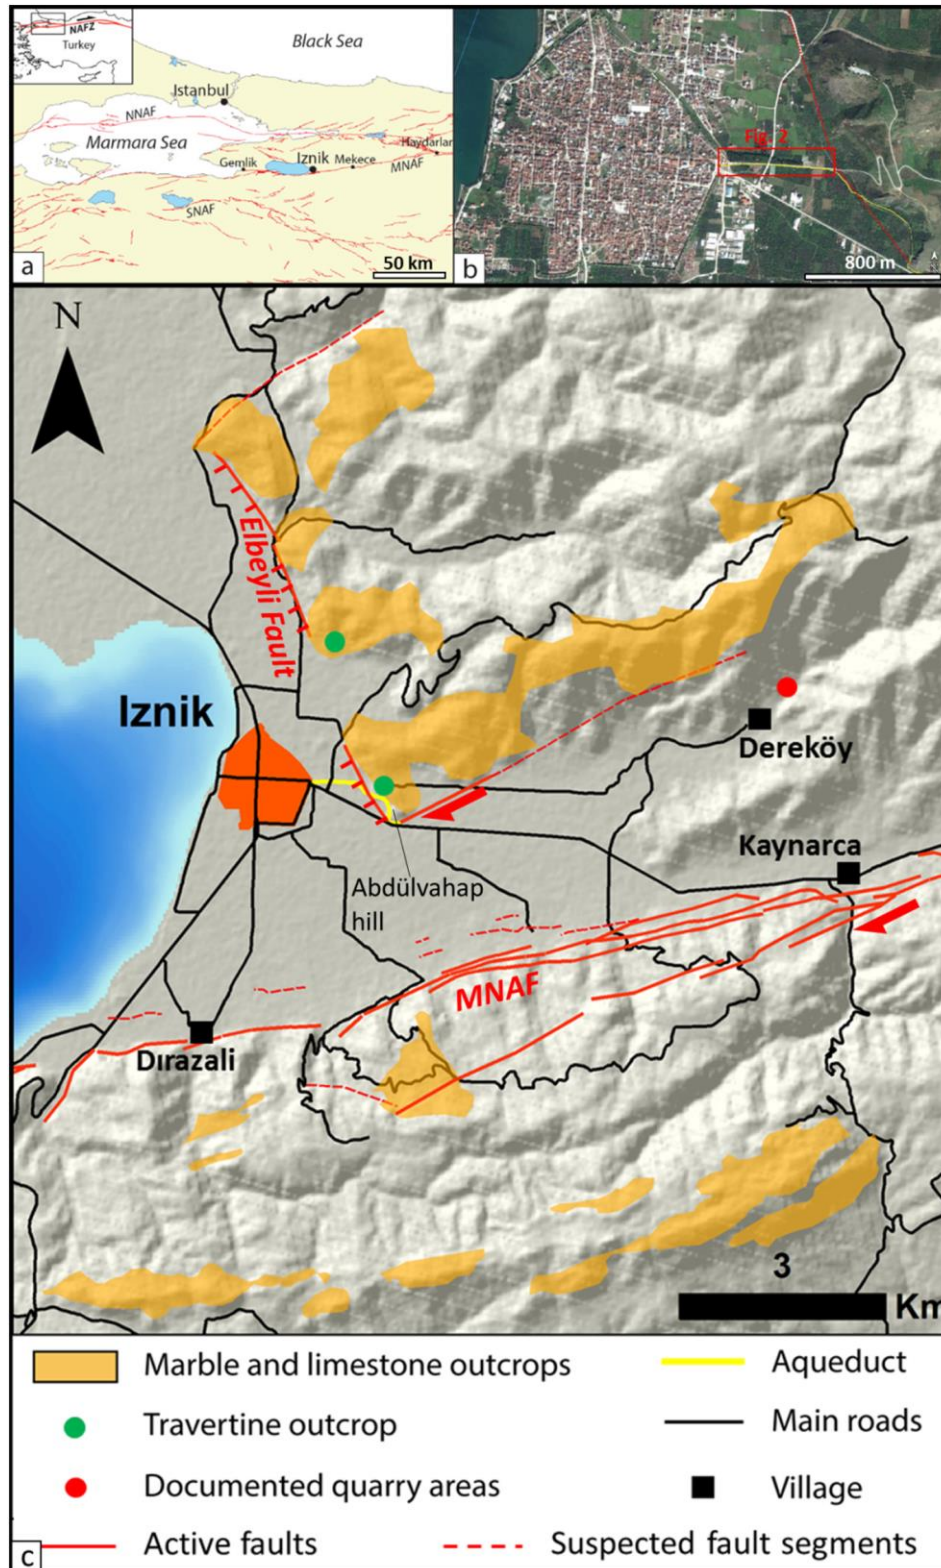 NAFZ
Turkey
Black Sea
Istanbul
NNAF
Marmara Sea
Haydarlar
Gemlik
Iznik
Mekece
MNAF
SNAF
50 km
a
Fig. 2
800 m
b
N
Elbeyli Fault
Iznik
Dereköy
Kaynarca
Abdülvahap
hill
MNAF
Dırazali
3
Km
Marble and limestone outcrops
Aqueduct
Travertine outcrop
Main roads
Documented quarry areas
Village
Active faults
Suspected fault segments
c